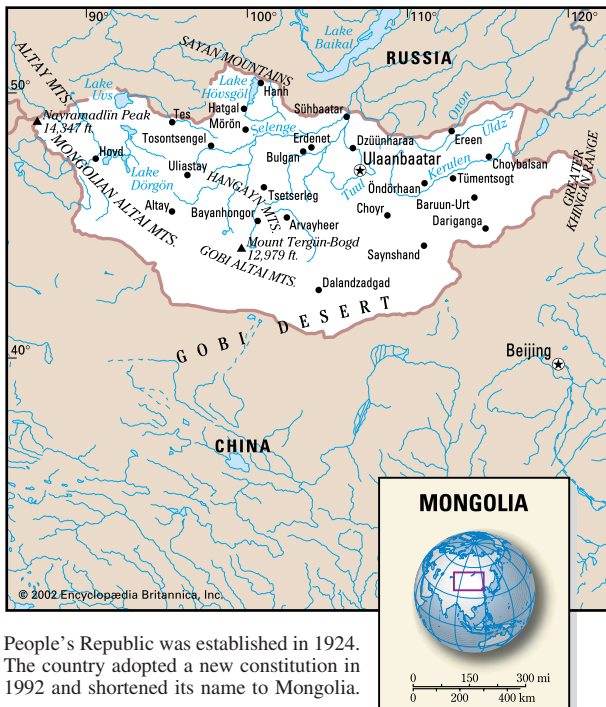 90°
100°
110°
120°
Lake
Baikal
RUSSIA
SAYAN MOUNTAINS
ALTAY MTS.
50°
Lake
Uvs
Lake
Hövsgöl
Hanh
Nayramadlin Peak
14,347 ft.
Tes
Hatgal
Mörön
Selenge
Sühbaatar
Onon
Uldz
Tosontsengel
Erdenet
Dzüünharaa
Ereen
Hovd
Bulgan
Ulaanbaatar
Kerulen
Choybalsan
Lake
Dörgön
Uliastay
HANGAYN MTS.
Tuul
Öndörhaan
Tümentsogt
GREATER
KHINGAN RANGE
MONGOLIAN ALTAI MTS.
Tsetserleg
Altay
Bayanhongor
Arvayheer
Choyr
Baruun-Urt
Dariganga
Mount Tergun-Bogd
12,979 ft.
GOBI ALTAI MTS.
Saynshand
Dalandzadgad
GOBI DESERT
40°
Beijing
CHINA
MONGOLIA
© 2002 Encyclopædia Britannica, Inc.
0 150 300 mi
0 200 400 km
People's Republic was established in 1924.
The country adopted a new constitution in
1992 and shortened its name to Mongolia.